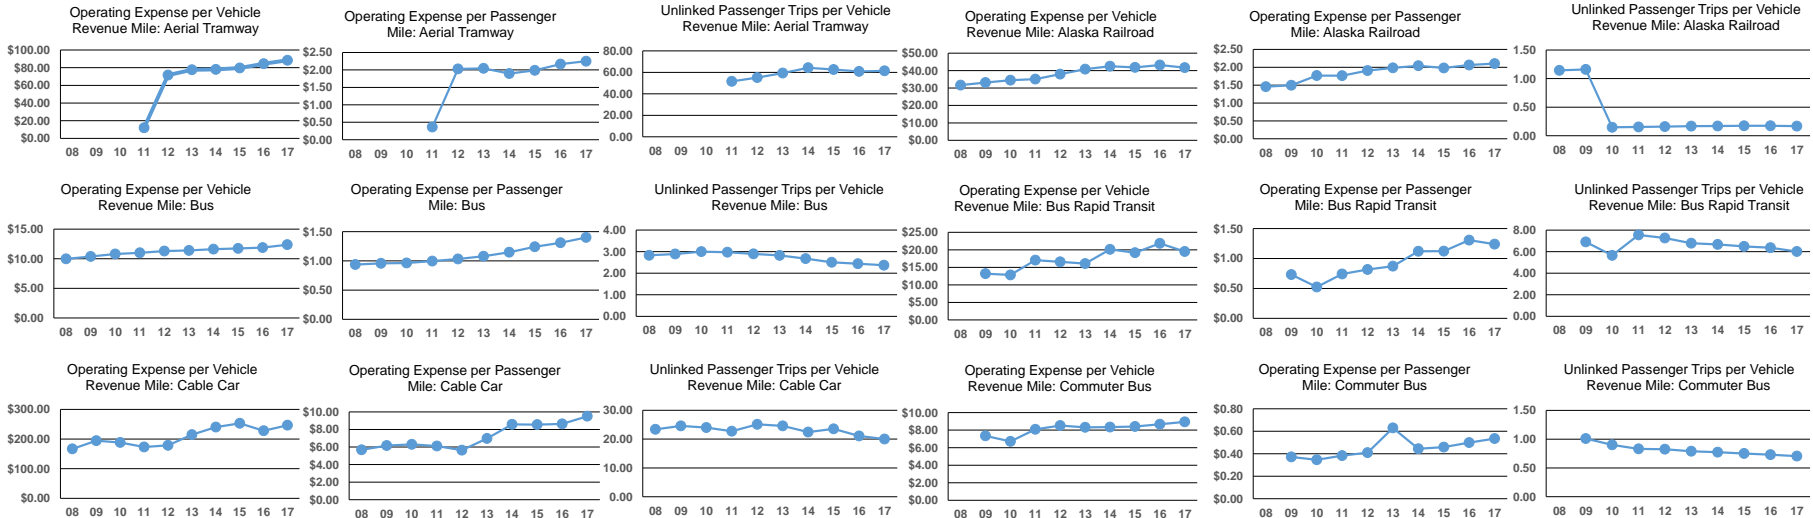 Operating Expense per Vehicle
Revenue Mile: Aerial Tramway
$100.00
$80.00
$60.00
$40.00
$20.00
$0.00
08 09 10 11 12 13 14 15 16 17
Operating Expense per Passenger
Mile: Aerial Tramway
$2.50
$2.00
$1.50
$1.00
$0.50
$0.00
08 09 10 11 12 13 14 15 16 17
Unlinked Passenger Trips per Vehicle
Revenue Mile: Aerial Tramway
80.00
60.00
40.00
20.00
0.00
08 09 10 11 12 13 14 15 16 17
Operating Expense per Vehicle
Revenue Mile: Alaska Railroad
$50.00
$40.00
$30.00
$20.00
$10.00
$0.00
08 09 10 11 12 13 14 15 16 17
Operating Expense per Passenger
Mile: Alaska Railroad
$2.50
$2.00
$1.50
$1.00
$0.50
$0.00
08 09 10 11 12 13 14 15 16 17
Unlinked Passenger Trips per Vehicle
Revenue Mile: Alaska Railroad
1.50
1.00
0.50
0.00
08 09 10 11 12 13 14 15 16 17
Operating Expense per Vehicle
Revenue Mile: Bus
$15.00
$10.00
$5.00
$0.00
08 09 10 11 12 13 14 15 16 17
Operating Expense per Passenger
Mile: Bus
$1.50
$1.00
$0.50
$0.00
08 09 10 11 12 13 14 15 16 17
Unlinked Passenger Trips per Vehicle
Revenue Mile: Bus
4.00
3.00
2.00
1.00
0.00
08 09 10 11 12 13 14 15 16 17
Operating Expense per Vehicle
Revenue Mile: Bus Rapid Transit
$25.00
$20.00
$15.00
$10.00
$5.00
$0.00
08 09 10 11 12 13 14 15 16 17
Operating Expense per Passenger
Mile: Bus Rapid Transit
$1.50
$1.00
$0.50
$0.00
08 09 10 11 12 13 14 15 16 17
Unlinked Passenger Trips per Vehicle
Revenue Mile: Bus Rapid Transit
8.00
6.00
4.00
2.00
0.00
08 09 10 11 12 13 14 15 16 17
Operating Expense per Vehicle
Revenue Mile: Cable Car
$300.00
$200.00
$100.00
$0.00
08 09 10 11 12 13 14 15 16 17
Operating Expense per Passenger
Mile: Cable Car
$10.00
$8.00
$6.00
$4.00
$2.00
$0.00
08 09 10 11 12 13 14 15 16 17
Unlinked Passenger Trips per Vehicle
Revenue Mile: Cable Car
30.00
20.00
10.00
0.00
08 09 10 11 12 13 14 15 16 17
Operating Expense per Vehicle
Revenue Mile: Commuter Bus
$10.00
$8.00
$6.00
$4.00
$2.00
$0.00
08 09 10 11 12 13 14 15 16 17
Operating Expense per Passenger
Mile: Commuter Bus
$0.80
$0.60
$0.40
$0.20
$0.00
08 09 10 11 12 13 14 15 16 17
Unlinked Passenger Trips per Vehicle
Revenue Mile: Commuter Bus
1.50
1.00
0.50
0.00
08 09 10 11 12 13 14 15 16 17